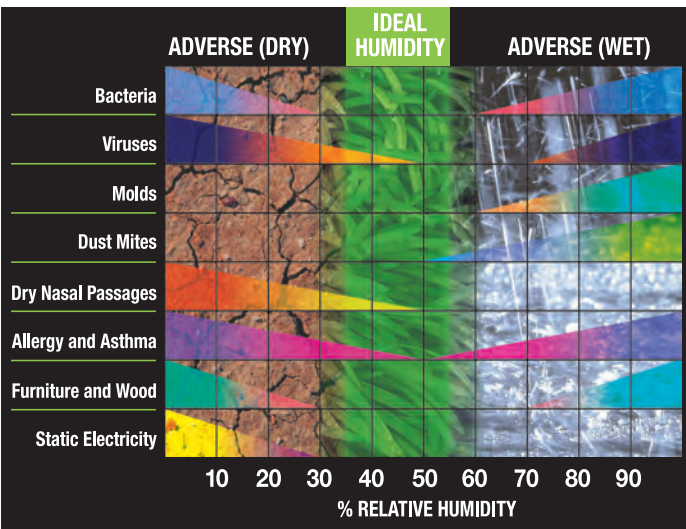 IDEAL
HUMIDITY
ADVERSE (DRY)
ADVERSE (WET)
Bacteria
Viruses
Molds
Dust Mites
Dry Nasal Passages
Allergy and Asthma
Furniture and Wood
Static Electricity
10 20 30 40 50 60 70 80 90
% RELATIVE HUMIDITY